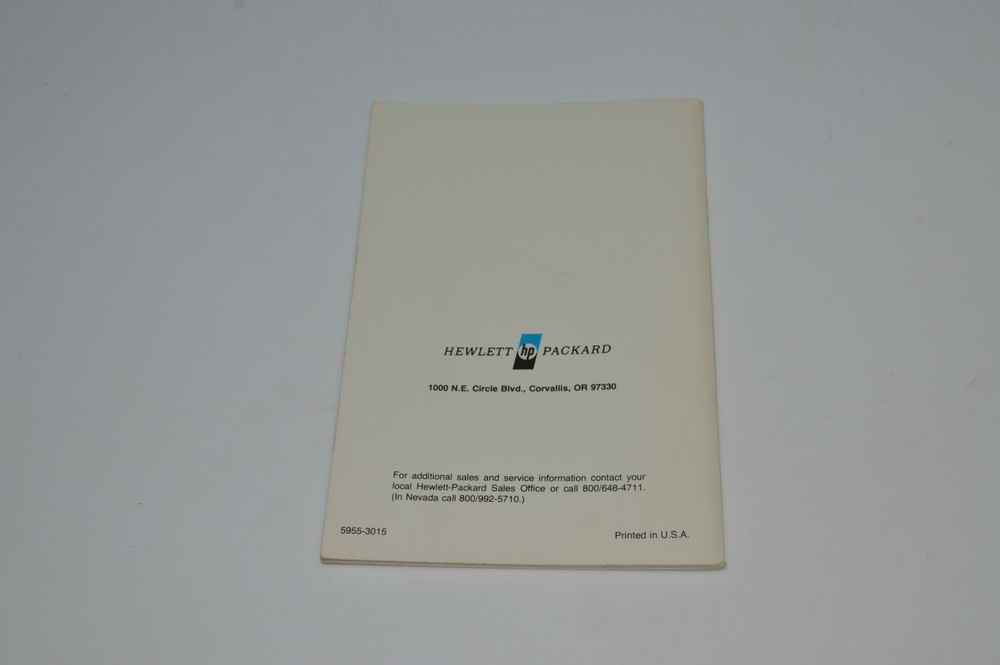 HEWLETT hp PACKARD
1000 N.E. Circle Blvd., Corvallis, OR 97330
For additional sales and service information contact your
local Hewlett-Packard Sales Office or call 800/648-4711.
(In Nevada call 800/992-5710.)
5955-3015
Printed in U.S.A.